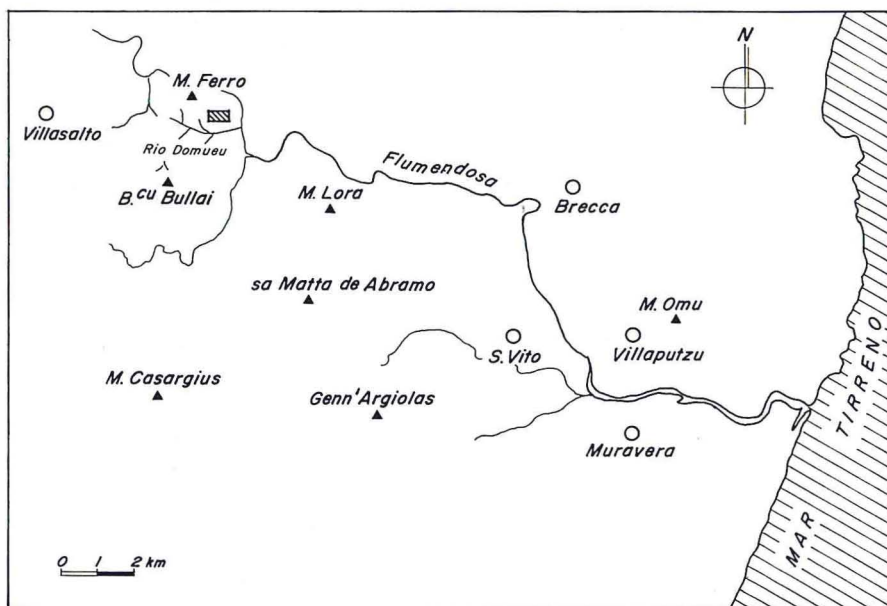 N
M. Ferro
Villasalto
Rio Domueu
Flumendosa
B.cu Bullai
M. Lora
Brecca
sa Matta de Abramo
M. Omu
S. Vito
Villaputzu
M. Casargius
Genn'Argiolas
Muravera
MAR TIRRENO
0 1 2 km